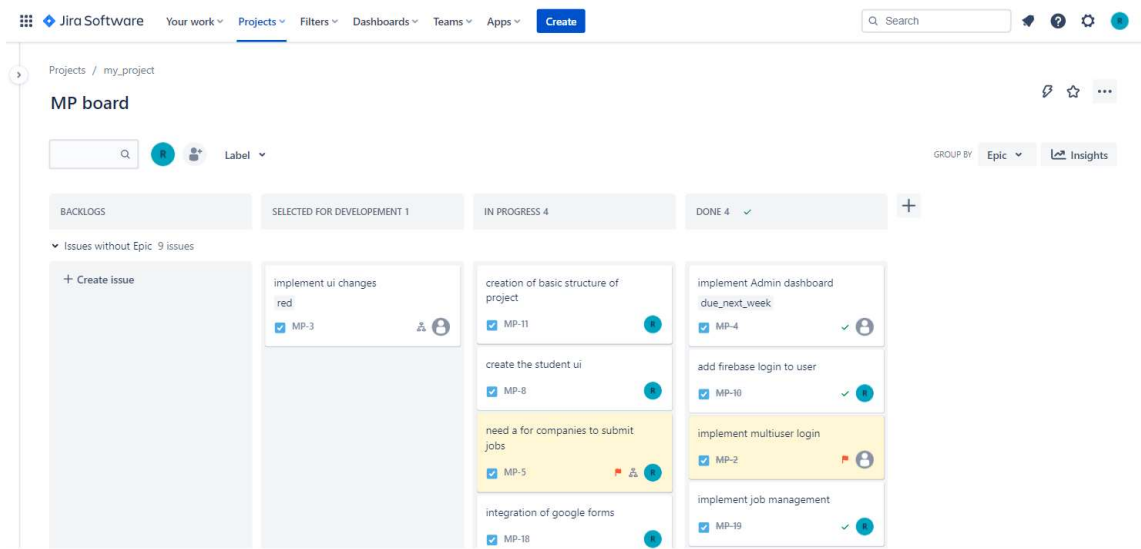 Jira Software Your work Projects Filters Dashboards Teams Apps Create Search R
Projects / my_project
MP board
R Label GROUP BY Epic Insights
BACKLOGS SELECTED FOR DEVELOPEMENT 1 IN PROGRESS 4 DONE 4
Issues without Epic 9 issues
+ Create issue
implement ui changes
red
MP-3
creation of basic structure of
project
MP-11 R
create the student ui
MP-8 R
need a for companies to submit
jobs
MP-5 R
integration of google forms
MP-18 R
implement Admin dashboard
due_next_week
MP-4
add firebase login to user
MP-10 R
implement multiuser login
MP-2
implement job management
MP-19 R